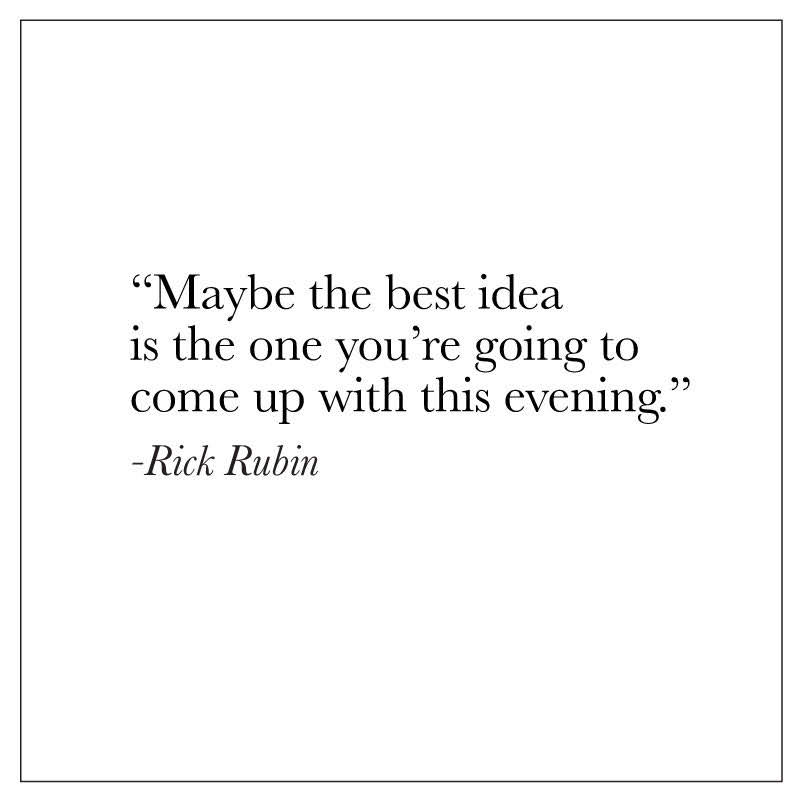 “Maybe the best idea
is the one you’re going to
come up with this evening.”
-Rick Rubin